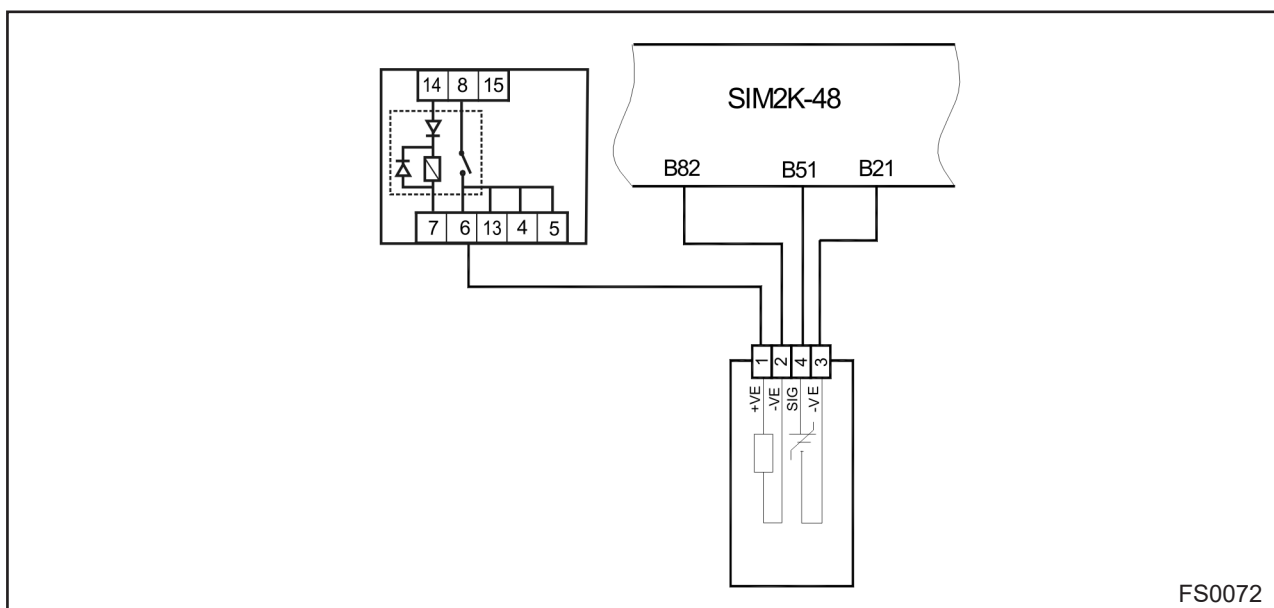 14 8 15
SIM2K-48
B82 B51 B21
7 6 13 4 5
1 2 4 3
+VE -VE SIG -VE
FS0072